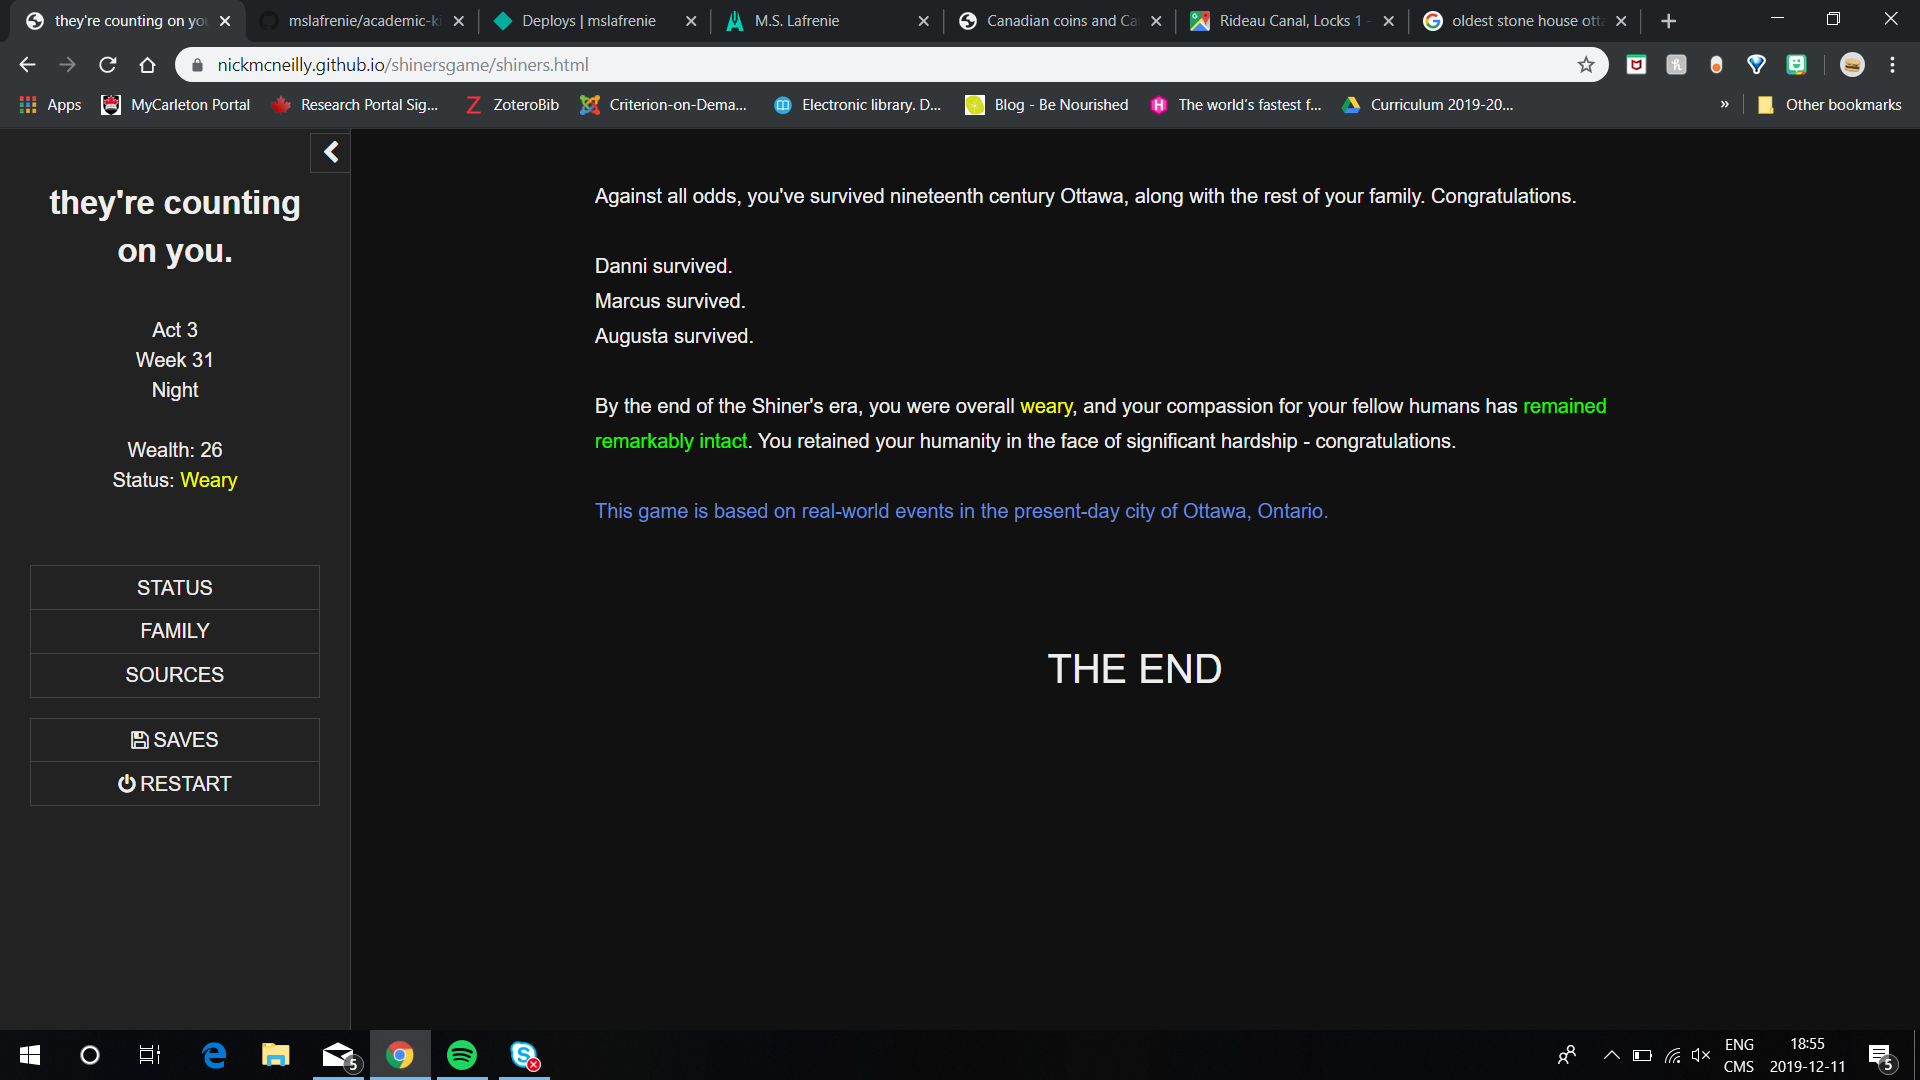 they're counting on you
mslafrenie/academic-ki
Deploys | mslafrenie
M.S. Lafrenie
Canadian coins and Ca
Rideau Canal, Locks 1 -
oldest stone house otta
nickmcneilly.github.io/shinersgame/shiners.html
Apps
MyCarleton Portal
Research Portal Sig...
ZoteroBib
Criterion-on-Dema...
Electronic library. D...
Blog - Be Nourished
The world's fastest f...
Curriculum 2019-20...
»
Other bookmarks
they're counting
on you.
Act 3
Week 31
Night
Wealth: 26
Status: Weary
STATUS
FAMILY
SOURCES
SAVES
RESTART
Against all odds, you've survived nineteenth century Ottawa, along with the rest of your family. Congratulations.
Danni survived.
Marcus survived.
Augusta survived.
By the end of the Shiner's era, you were overall weary, and your compassion for your fellow humans has remained
remarkably intact. You retained your humanity in the face of significant hardship - congratulations.
This game is based on real-world events in the present-day city of Ottawa, Ontario.
THE END
5
ENG
CMS
18:55
2019-12-11
5